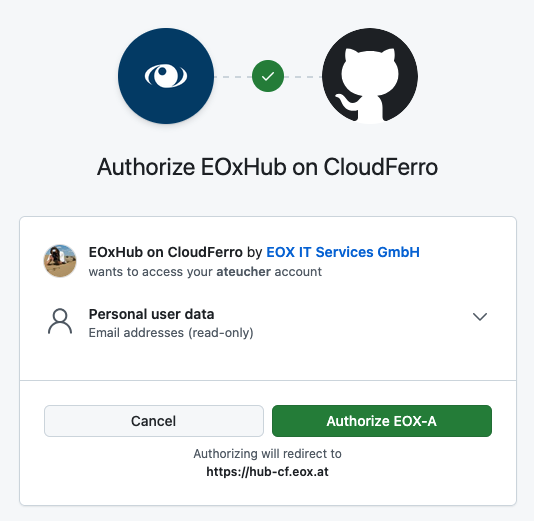 Authorize EOxHub on CloudFerro
EOxHub on CloudFerro by EOX IT Services GmbH
wants to access your ateucher account
Personal user data
Email addresses (read-only)
Cancel
Authorize EOX-A
Authorizing will redirect to
https://hub-cf.eox.at